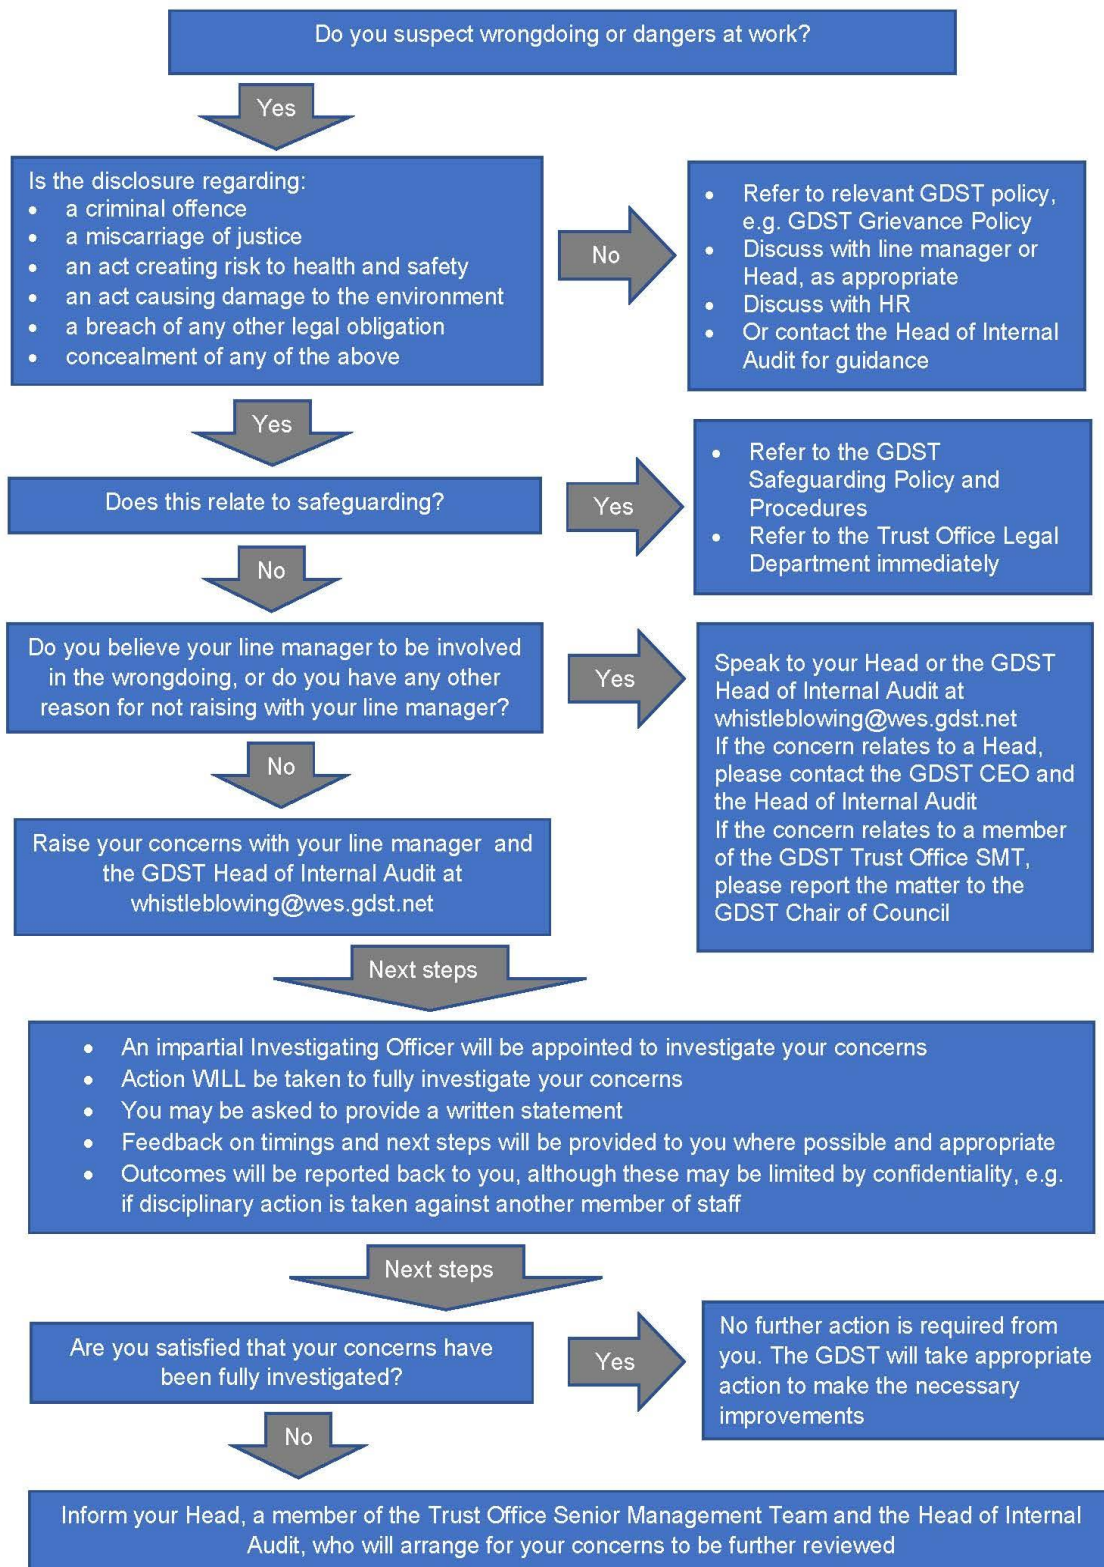 Do you suspect wrongdoing or dangers at work?
Yes
Is the disclosure regarding:
• a criminal offence
• a miscarriage of justice
• an act creating risk to health and safety
• an act causing damage to the environment
• a breach of any other legal obligation
• concealment of any of the above
No
• Refer to relevant GDST policy,
e.g. GDST Grievance Policy
• Discuss with line manager or
Head, as appropriate
• Discuss with HR
• Or contact the Head of Internal
Audit for guidance
Yes
Does this relate to safeguarding?
Yes
• Refer to the GDST
Safeguarding Policy and
Procedures
• Refer to the Trust Office Legal
Department immediately
No
Do you believe your line manager to be involved
in the wrongdoing, or do you have any other
reason for not raising with your line manager?
Yes
Speak to your Head or the GDST
Head of Internal Audit at
whistleblowing@wes.gdst.net
If the concern relates to a Head,
please contact the GDST CEO and
the Head of Internal Audit
If the concern relates to a member
of the GDST Trust Office SMT,
please report the matter to the
GDST Chair of Council
No
Raise your concerns with your line manager and
the GDST Head of Internal Audit at
whistleblowing@wes.gdst.net
Next steps
• An impartial Investigating Officer will be appointed to investigate your concerns
• Action WILL be taken to fully investigate your concerns
• You may be asked to provide a written statement
• Feedback on timings and next steps will be provided to you where possible and appropriate
• Outcomes will be reported back to you, although these may be limited by confidentiality, e.g.
if disciplinary action is taken against another member of staff
Next steps
Are you satisfied that your concerns have
been fully investigated?
Yes
No further action is required from
you. The GDST will take appropriate
action to make the necessary
improvements
No
Inform your Head, a member of the Trust Office Senior Management Team and the Head of Internal
Audit, who will arrange for your concerns to be further reviewed